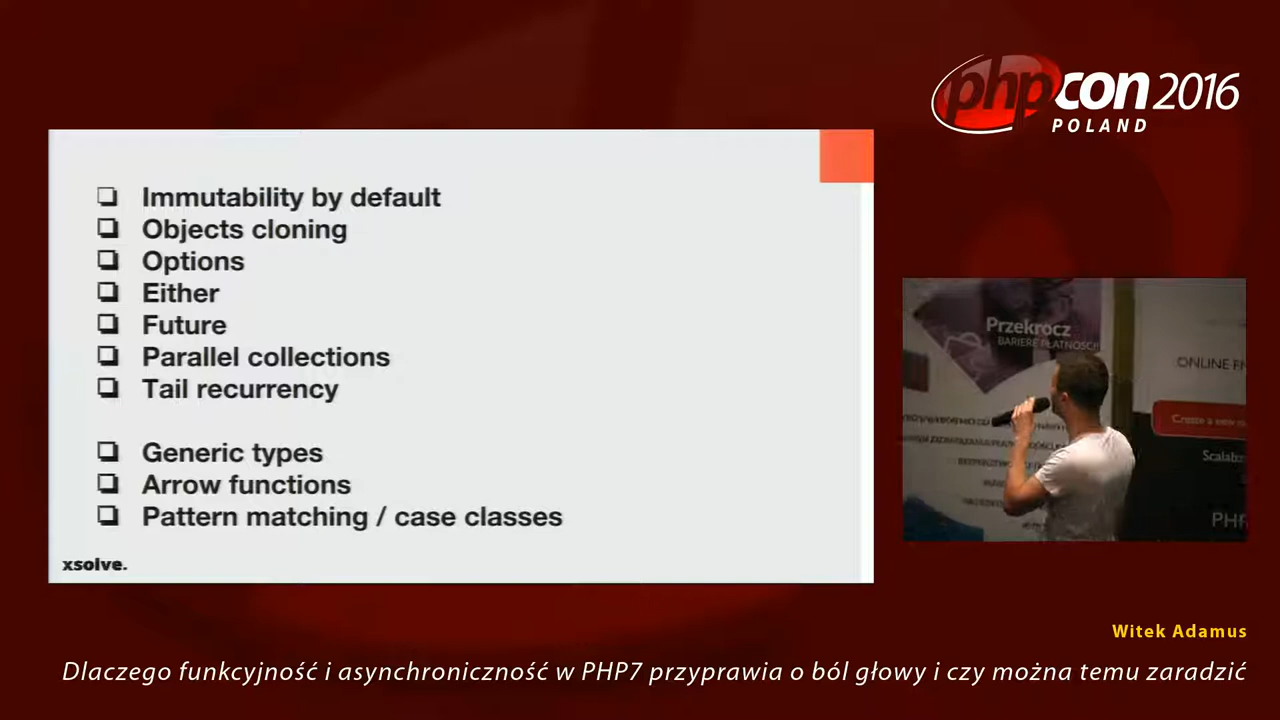 phpcon 2016
POLAND
Immutability by default
Objects cloning
Options
Either
Future
Parallel collections
Tail recurrency
Generic types
Arrow functions
Pattern matching / case classes
xsolve.
Przekrocz
BARIERĘ PŁATNOŚCI
ONLINE
Create a
Witek Adamus
Dlaczego funkcyjność i asynchroniczność w PHP7 przyprawia o ból głowy i czy można temu zaradzić